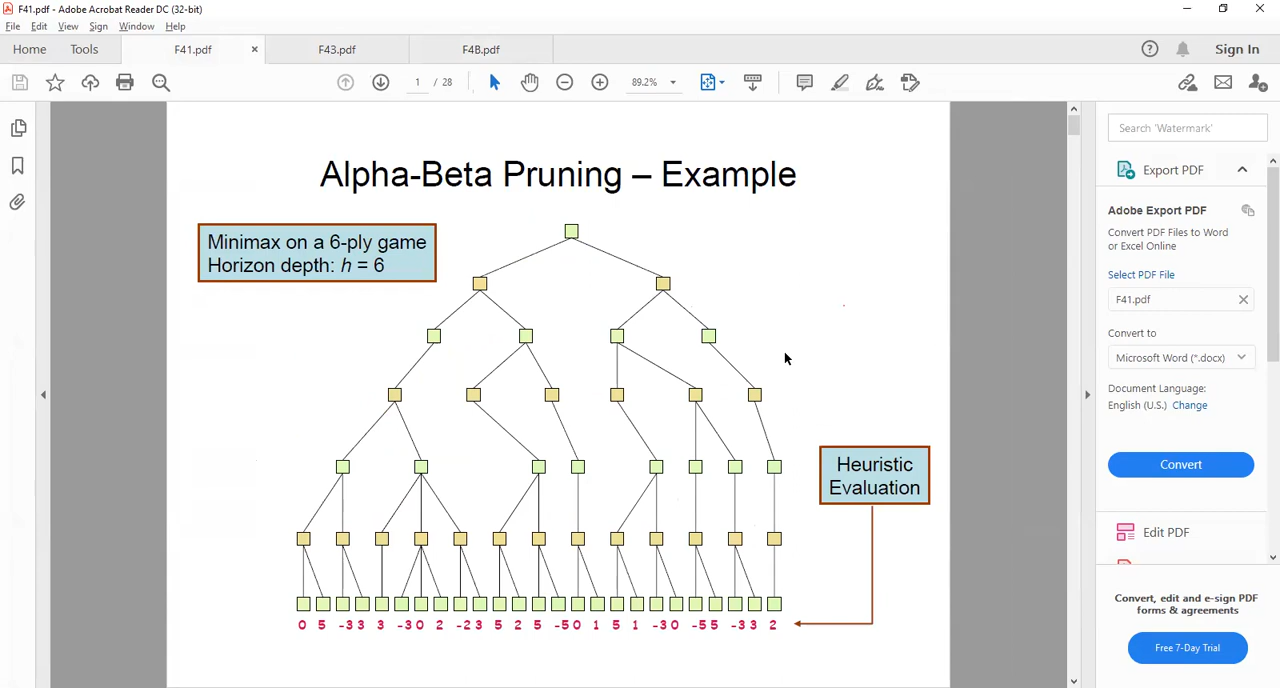 F41.pdf - Adobe Acrobat Reader DC (32-bit)
File Edit View Sign Window Help
Home Tools F41.pdf × F43.pdf F4B.pdf Sign In
1 / 28 89.2%
Search 'Watermark'
Alpha-Beta Pruning – Example
Export PDF
Minimax on a 6-ply game
Horizon depth: h = 6
Adobe Export PDF
Convert PDF Files to Word
or Excel Online
Select PDF File
F41.pdf
Convert to
Microsoft Word (*.docx)
Document Language:
English (U.S.) Change
Heuristic
Evaluation
Convert
Edit PDF
0 5 -3 3 3 -3 0 2 -2 3 5 2 5 -5 0 1 5 1 -3 0 -5 5 -3 3 2
Convert, edit and e-sign PDF
forms & agreements
Free 7-Day Trial